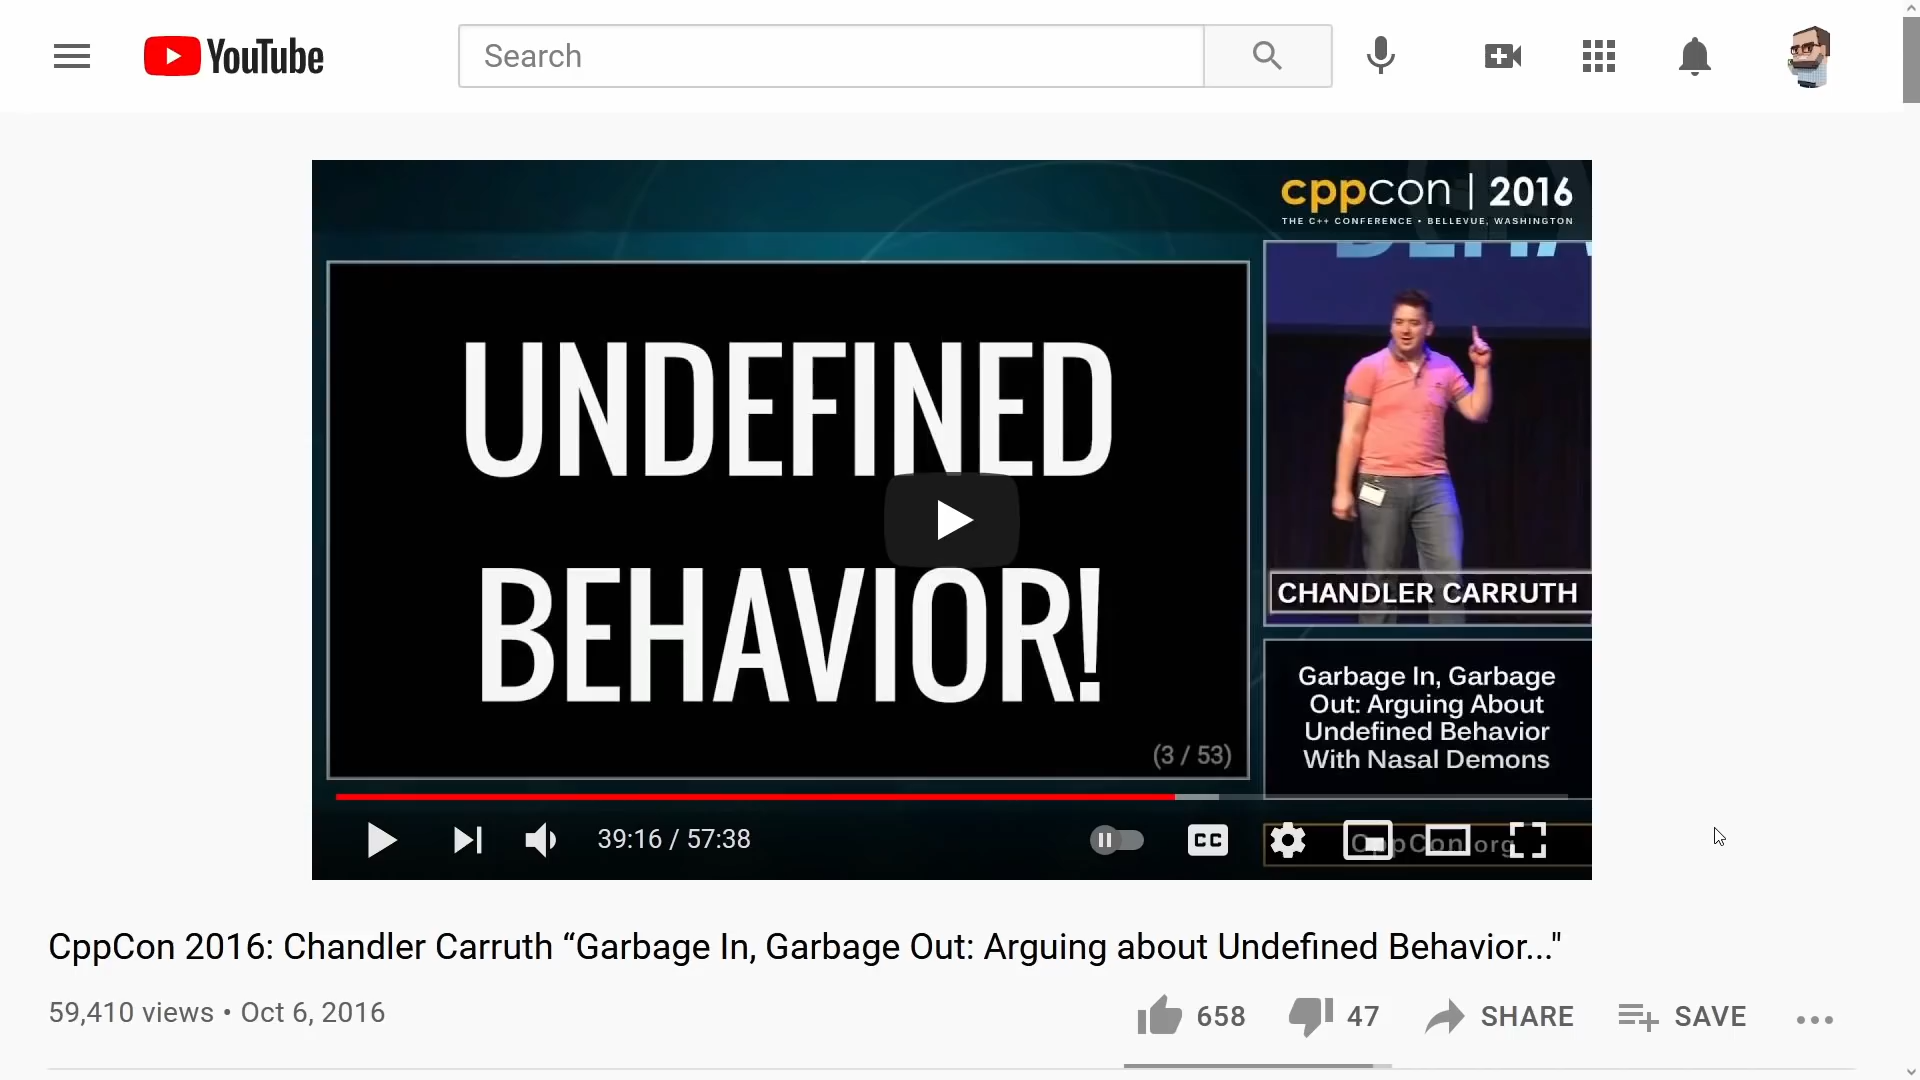 YouTube
Search
cppcon | 2016
THE C++ CONFERENCE • BELLEVUE, WASHINGTON
UNDEFINED
BEHAVIOR!
(3 / 53)
CHANDLER CARRUTH
Garbage In, Garbage
Out: Arguing About
Undefined Behavior
With Nasal Demons
39:16 / 57:38
CC
CppCon.org
CppCon 2016: Chandler Carruth “Garbage In, Garbage Out: Arguing about Undefined Behavior..."
59,410 views • Oct 6, 2016
658
47
SHARE
SAVE